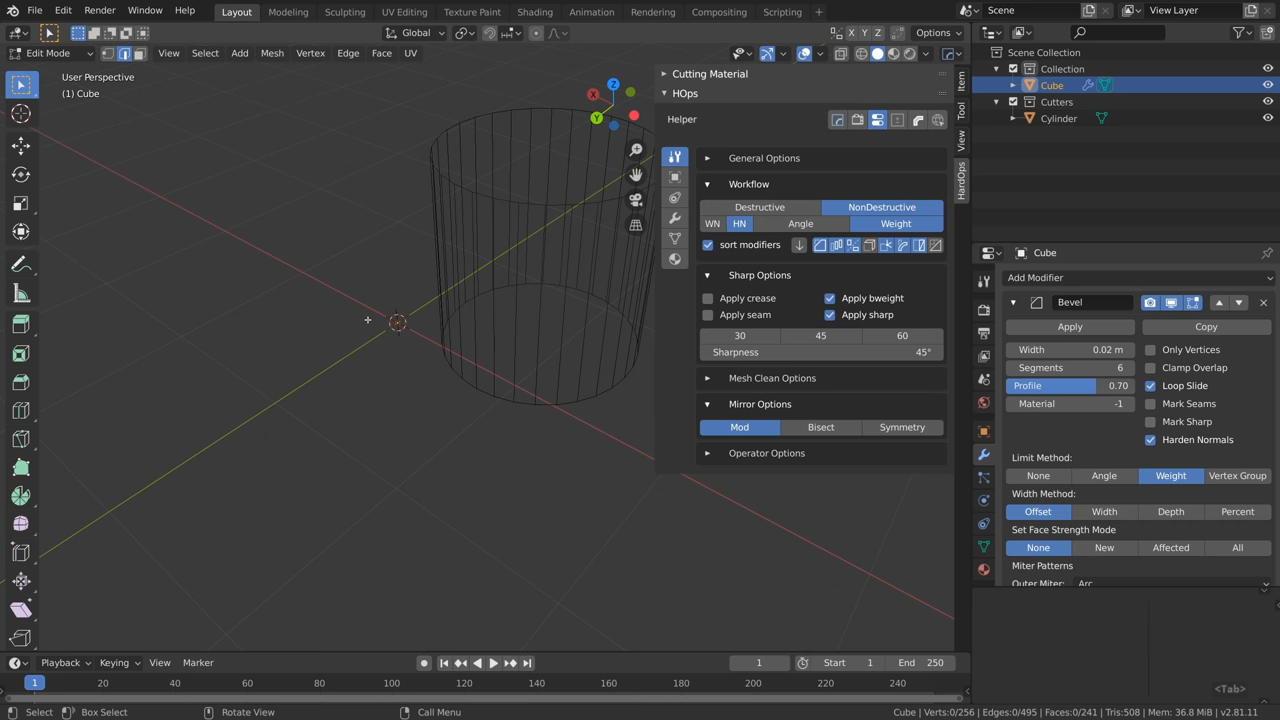 File Edit Render Window Help Layout Modeling Sculpting UV Editing Texture Paint Shading Animation Rendering Compositing Scripting + Scene View Layer
Global X Y Z Options
Edit Mode View Select Add Mesh Vertex Edge Face UV
User Perspective
(1) Cube
Z
X
Y
Cutting Material
HOps
Helper
General Options
Workflow
Destructive NonDestructive
WN HN Angle Weight
sort modifiers
Sharp Options
Apply crease Apply bweight
Apply seam Apply sharp
30 45 60
Sharpness 45°
Mesh Clean Options
Mirror Options
Mod Bisect Symmetry
Operator Options
Item
Tool
View
HardOps
Scene Collection
Collection
Cube
Cutters
Cylinder
Cube
Add Modifier
Bevel
Apply Copy
Width 0.02 m Only Vertices
Segments 6 Clamp Overlap
Profile 0.70 Loop Slide
Material -1 Mark Seams
Mark Sharp
Harden Normals
Limit Method:
None Angle Weight Vertex Group
Width Method:
Offset Width Depth Percent
Set Face Strength Mode
None New Affected All
Miter Patterns
Outer Miter: Arc
<Tab>
Playback Keying View Marker 1 Start 1 End 250
1 20 40 60 80 100 120 140 160 180 200 220 240
Select Box Select Rotate View Call Menu Cube | Verts:0/256 | Edges:0/495 | Faces:0/241 | Tris:508 | Mem: 36.8 MiB | v2.81.11